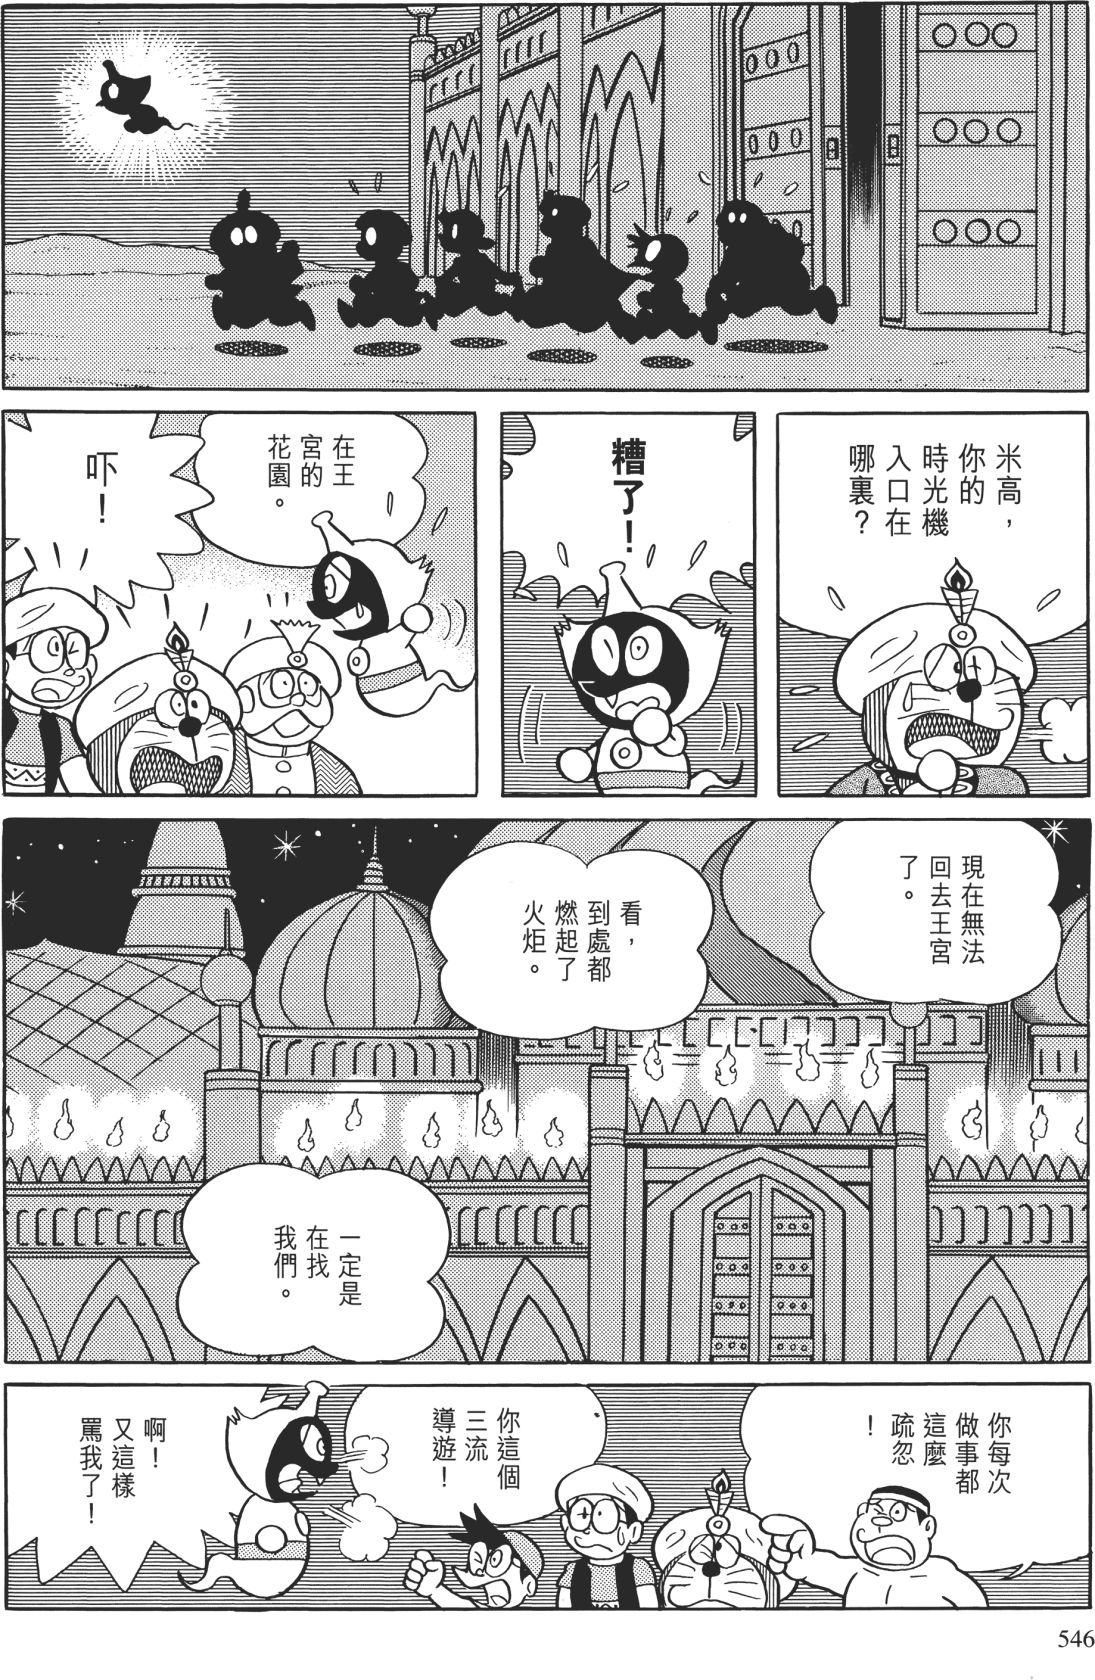 米高，
你的
時光機
入口在
哪裏？
糟了！
在王
宮的
花園。
吓！
現在無法
回去王宮
了。
看，
到處都
燃起了
火炬。
一定是
在找
我們。
你每次
做事都
這麼
疏忽
！
你這個
三流
導遊！
啊！
又這樣
罵我了！
546